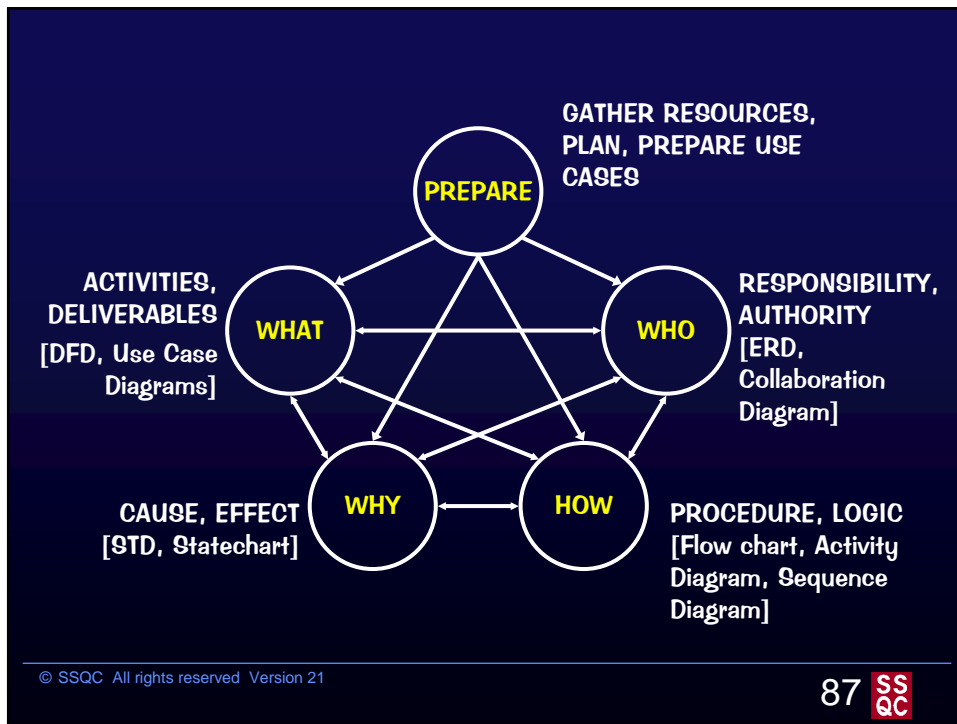 GATHER RESOURCES,
PLAN, PREPARE USE
CASES
PREPARE
ACTIVITIES,
DELIVERABLES
[DFD, Use Case
Diagrams]
WHAT
WHO
RESPONSIBILITY,
AUTHORITY
[ERD,
Collaboration
Diagram]
CAUSE, EFFECT
[STD, Statechart]
WHY
HOW
PROCEDURE, LOGIC
[Flow chart, Activity
Diagram, Sequence
Diagram]
© SSQC All rights reserved Version 21
87
SS
QC